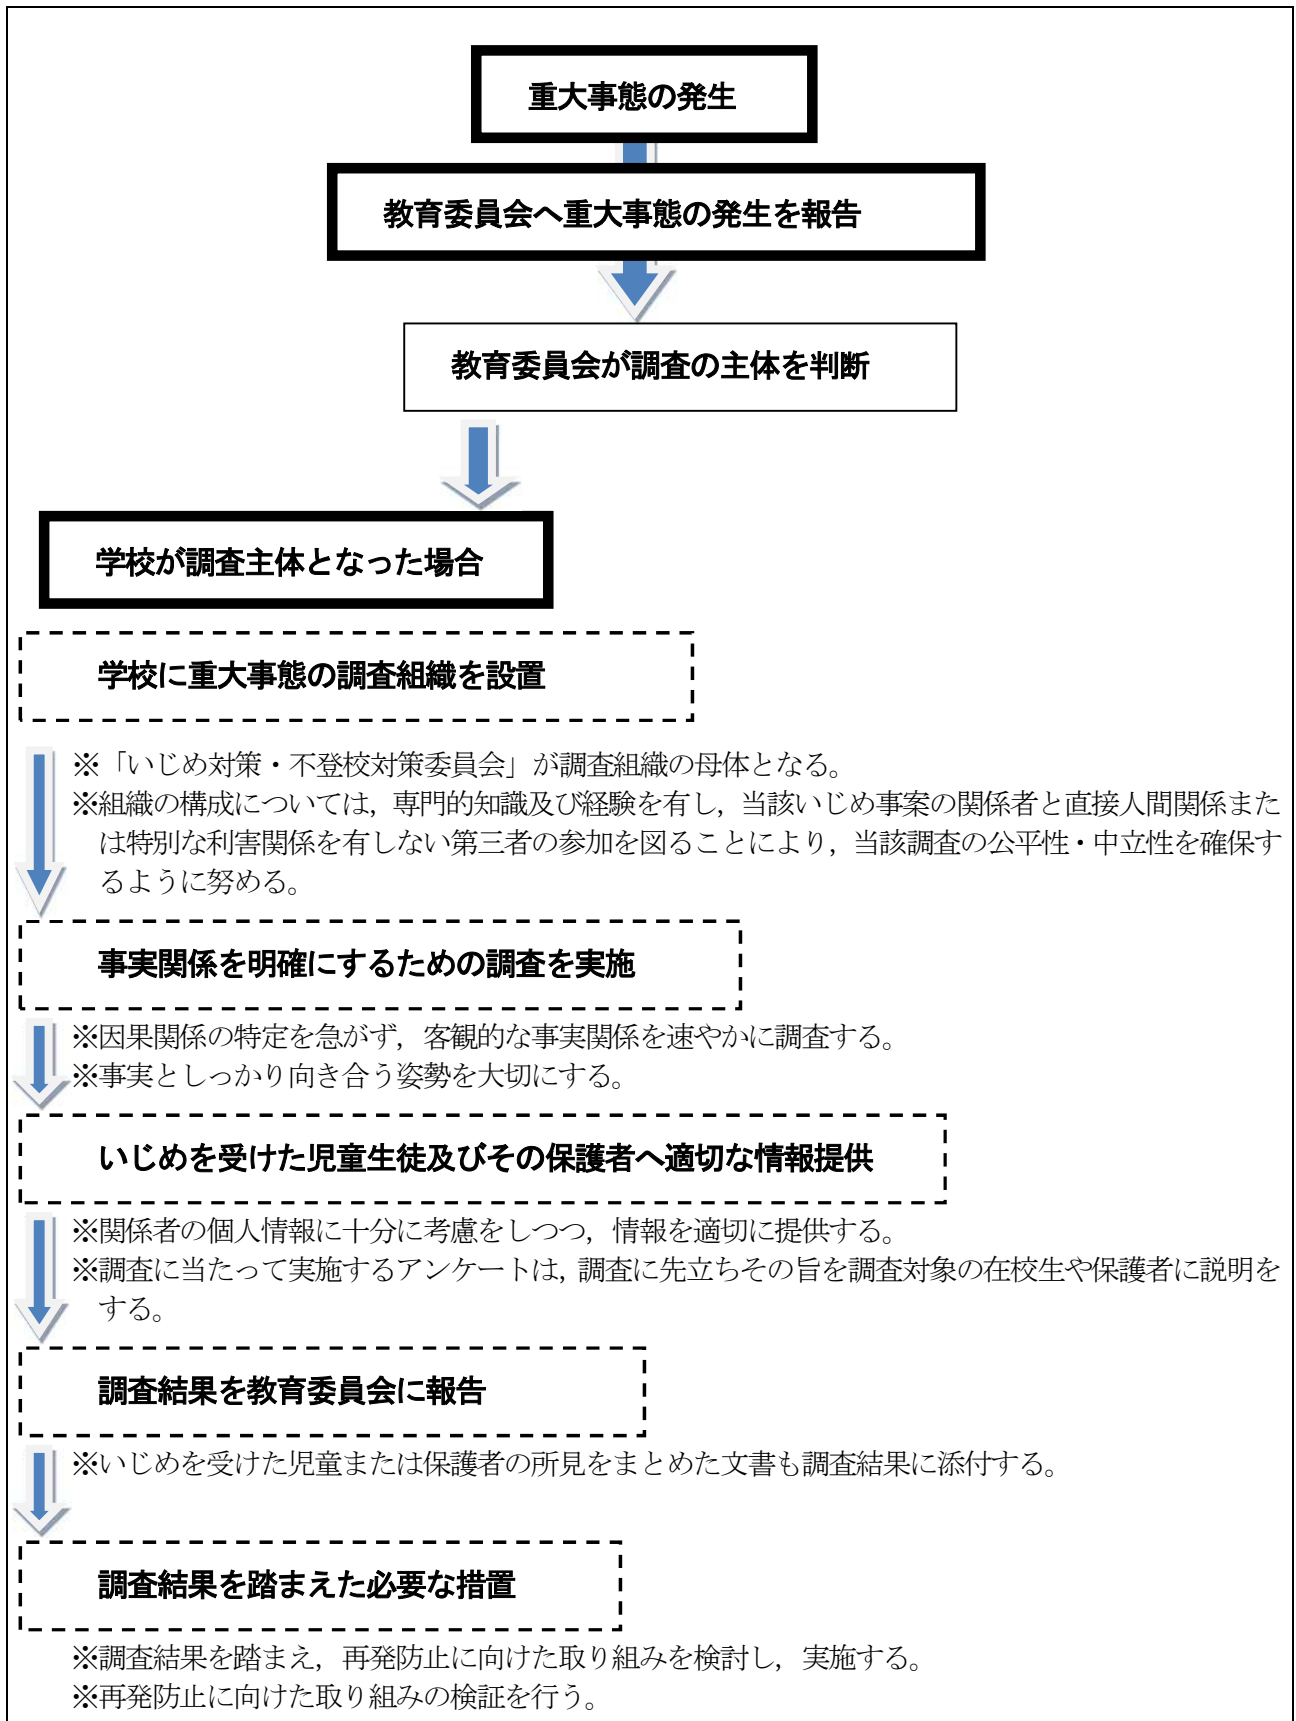 重大事態の発生
教育委員会へ重大事態の発生を報告
教育委員会が調査の主体を判断
学校が調査主体となった場合
学校に重大事態の調査組織を設置
※「いじめ対策・不登校対策委員会」が調査組織の母体となる。
※組織の構成については，専門的知識及び経験を有し，当該いじめ事案の関係者と直接人間関係また
は特別な利害関係を有しない第三者の参加を図ることにより，当該調査の公平性・中立性を確保す
るように努める。
事実関係を明確にするための調査を実施
※因果関係の特定を急がず，客観的な事実関係を速やかに調査する。
※事実としっかり向き合う姿勢を大切にする。
いじめを受けた児童生徒及びその保護者へ適切な情報提供
※関係者の個人情報に十分に考慮をしつつ，情報を適切に提供する。
※調査に当たって実施するアンケートは，調査に先立ちその旨を調査対象の在校生や保護者に説明を
する。
調査結果を教育委員会に報告
※いじめを受けた児童または保護者の所見をまとめた文書も調査結果に添付する。
調査結果を踏まえた必要な措置
※調査結果を踏まえ，再発防止に向けた取り組みを検討し，実施する。
※再発防止に向けた取り組みの検証を行う。